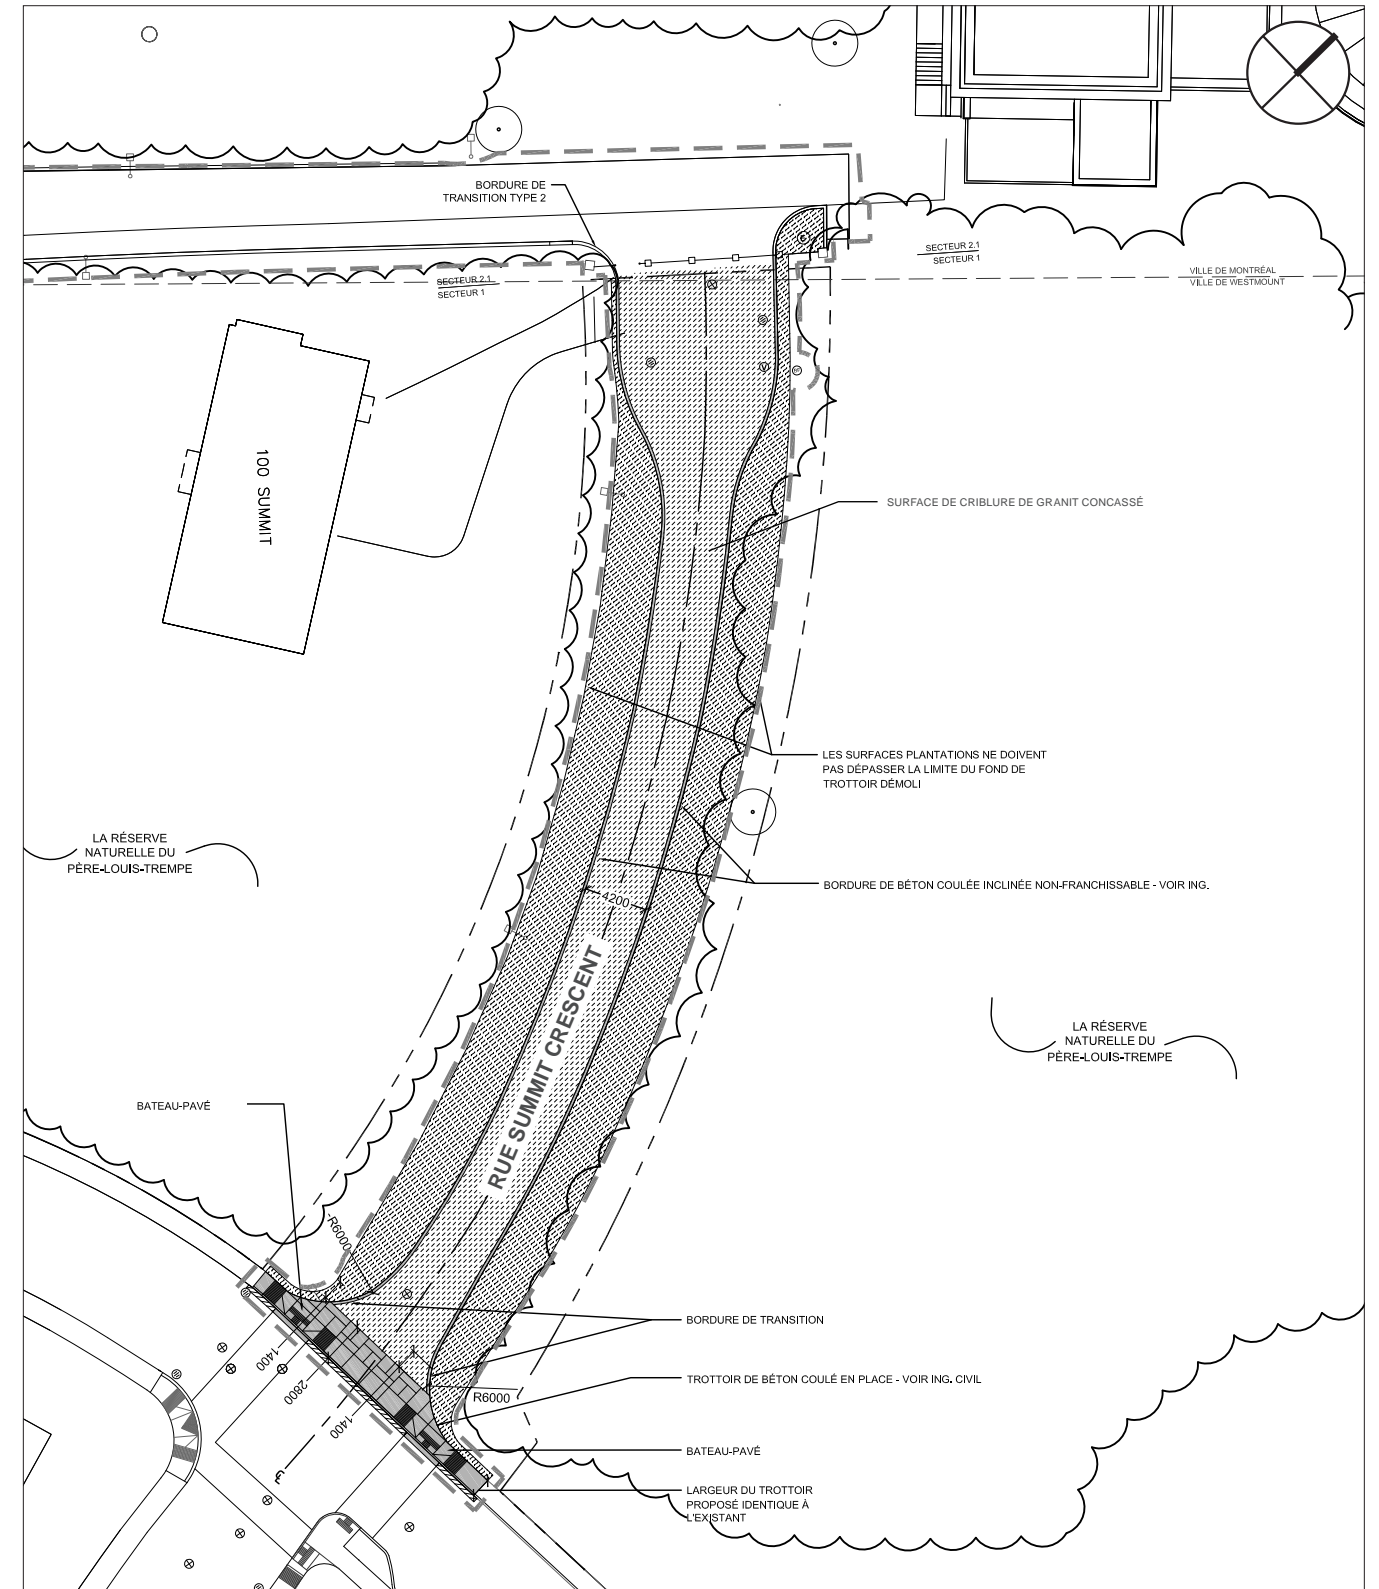 BORDURE DE
TRANSITION TYPE 2
SECTEUR 2.1
SECTEUR 1
SECTEUR 2.1
SECTEUR 1
VILLE DE MONTRÉAL
VILLE DE WESTMOUNT
100 SUMMIT
SURFACE DE CRIBLURE DE GRANIT CONCASSÉ
LES SURFACES PLANTATIONS NE DOIVENT
PAS DÉPASSER LA LIMITE DU FOND DE
TROTTOIR DÉMOLI
LA RÉSERVE
NATURELLE DU
PÈRE-LOUIS-TREMPE
BORDURE DE BÉTON COULÉE INCLINÉE NON-FRANCHISSABLE - VOIR ING.
4200
RUE SUMMIT CRESCENT
LA RÉSERVE
NATURELLE DU
PÈRE-LOUIS-TREMPE
BATEAU-PAVÉ
R6000
BORDURE DE TRANSITION
1400
2800
1400
TROTTOIR DE BÉTON COULÉ EN PLACE - VOIR ING. CIVIL
R6000
BATEAU-PAVÉ
LARGEUR DU TROTTOIR
PROPOSÉ IDENTIQUE À
L'EXISTANT